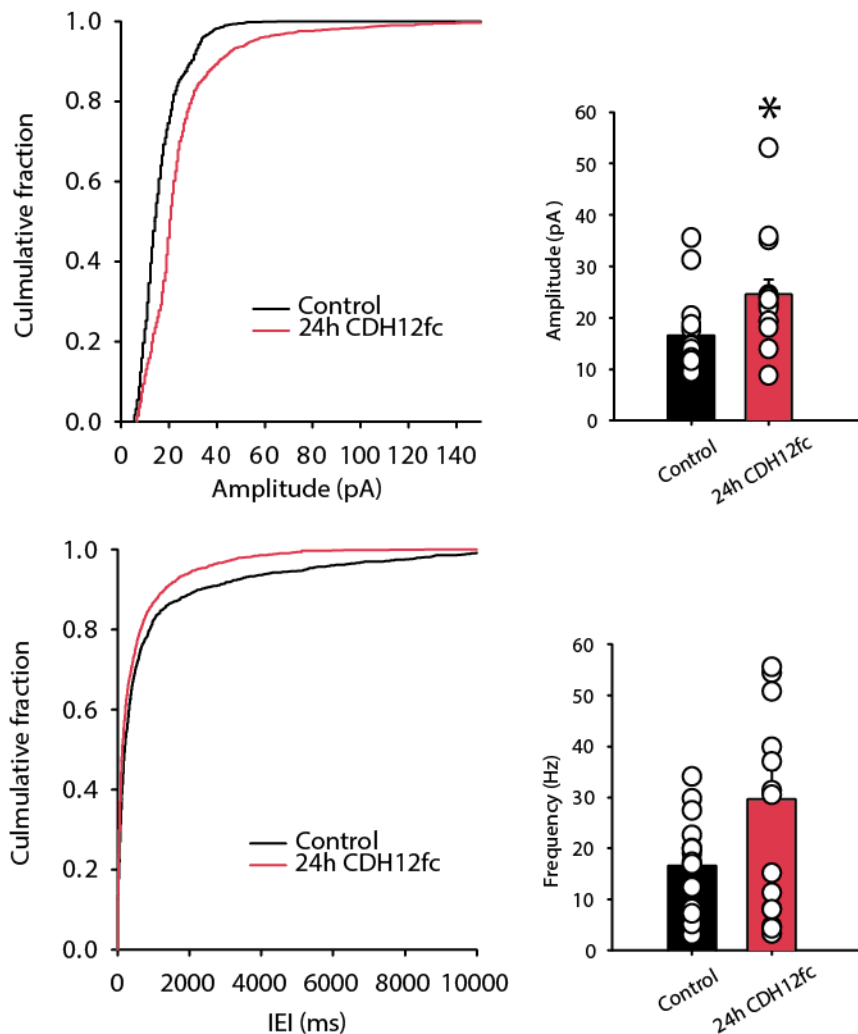 Culmulative fraction
1.0
0.8
0.6
0.4
0.2
0.0
Control
24h CDH12fc
0 20 40 60 80 100 120 140
Amplitude (pA)
*
Amplitude (pA)
60
50
40
30
20
10
0
Control
24h CDH12fc
Culmulative fraction
1.0
0.8
0.6
0.4
0.2
0.0
Control
24h CDH12fc
0 2000 4000 6000 8000 10000
IEI (ms)
Frequency (Hz)
60
50
40
30
20
10
0
Control
24h CDH12fc